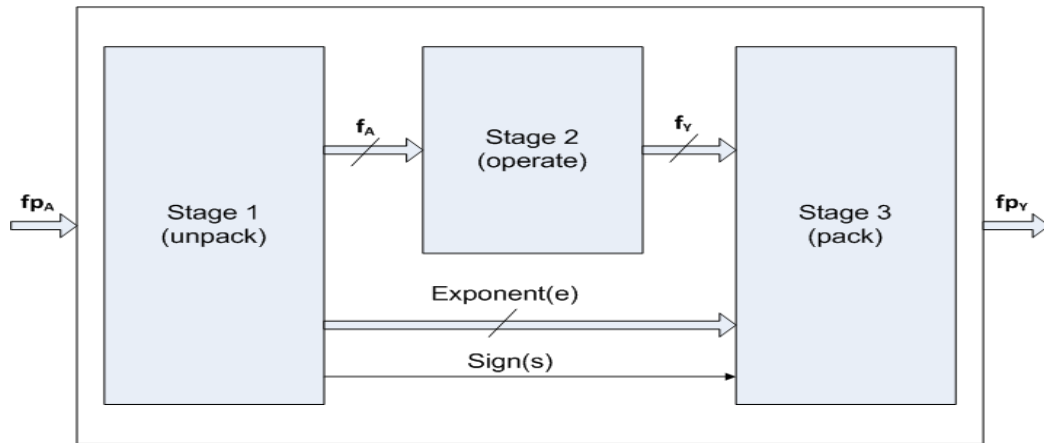 fpA
Stage 1
(unpack)
fA
Stage 2
(operate)
fY
Exponent(e)
Sign(s)
Stage 3
(pack)
fpY